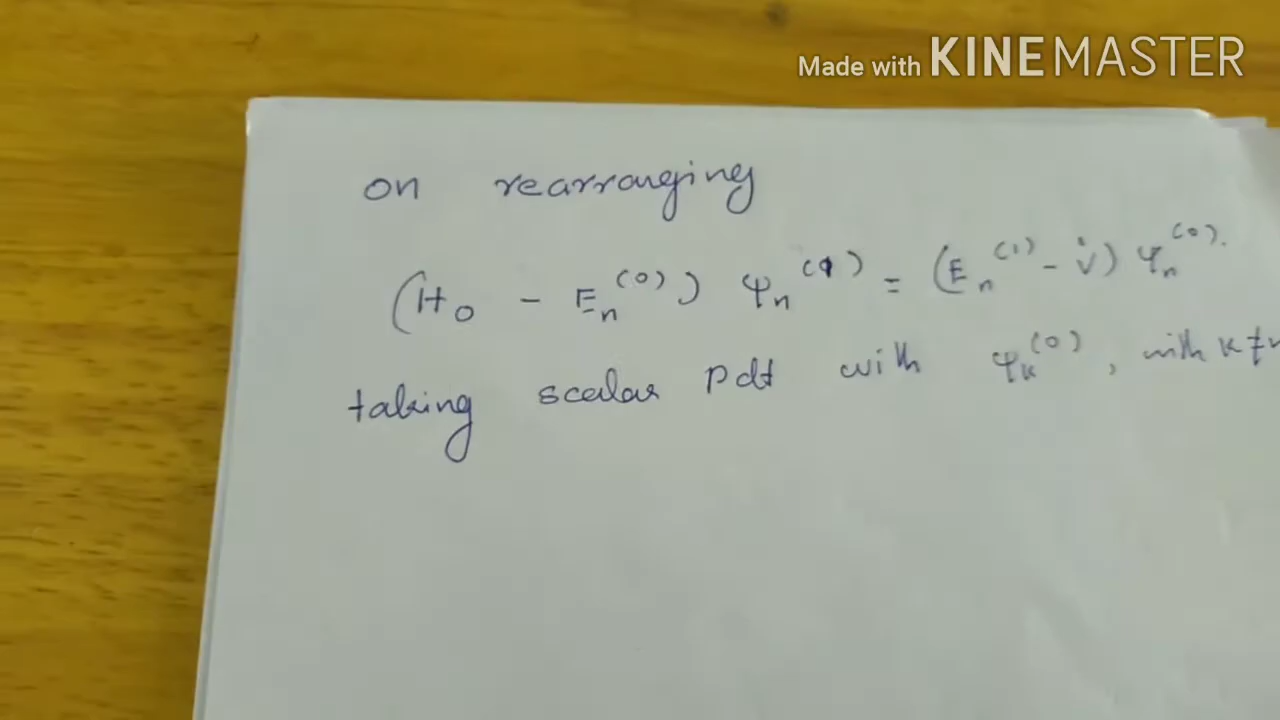 Made with KINEMASTER
on rearranging
(H₀ - Eₙ⁽⁰⁾) Ψₙ⁽¹⁾ = (Eₙ⁽¹⁾ - V) Ψₙ⁽⁰⁾.
taking scalar pdt with Ψₖ⁽⁰⁾, with k ≠ n